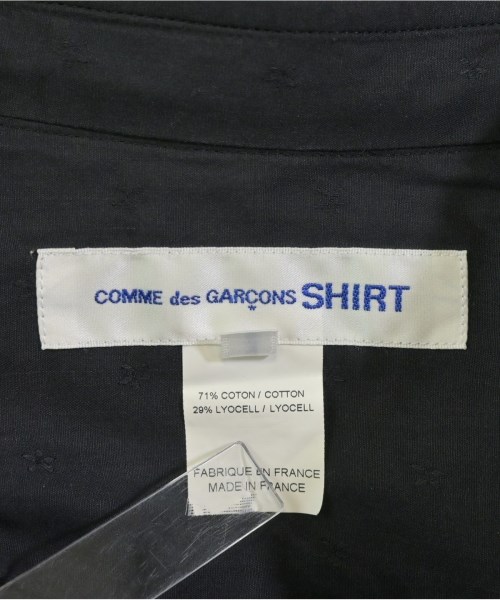 COMME des GARÇONS SHIRT
71% COTON / COTTON
29% LYOCELL / LYOCELL
FABRIQUE EN FRANCE
MADE IN FRANCE